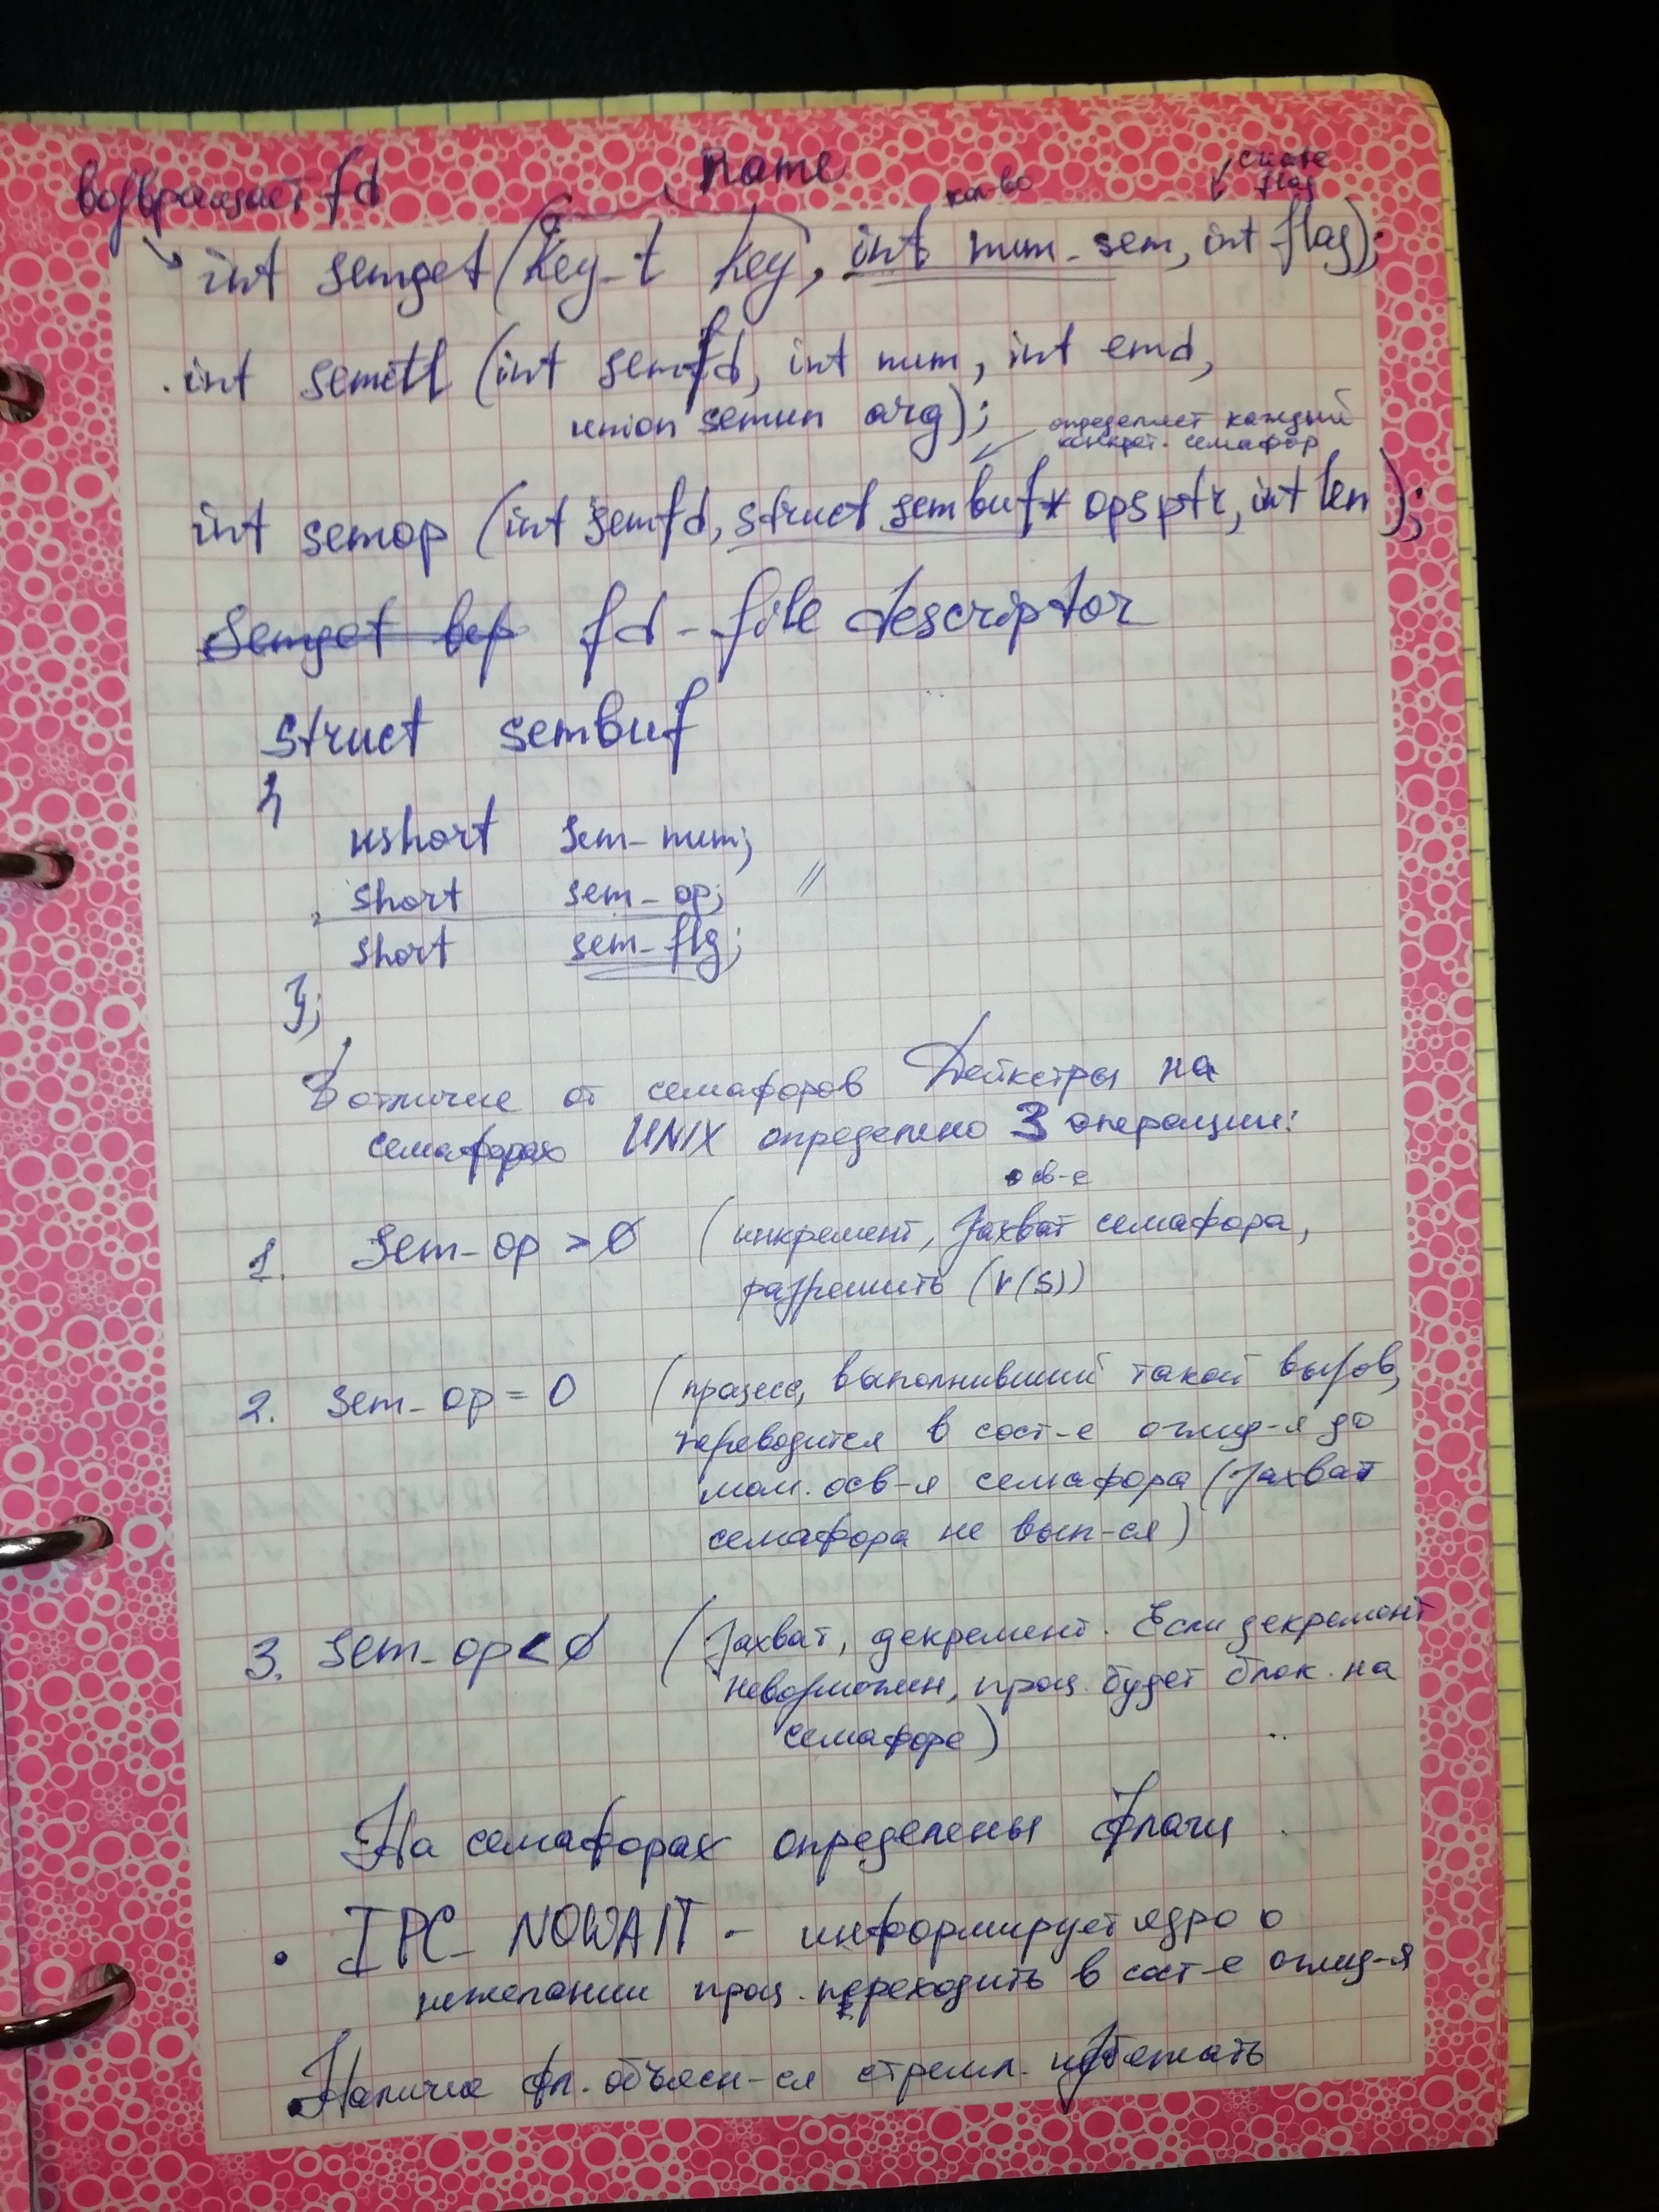 возвращает fd
name
кол-во
flag
int semget (key_t key, int num_sem, int flag);
int semctl (int semfd, int num, int cmd,
union semun arg);
определяет каждый
конкрет. семафор
int semop (int semfd, struct sembuf* opsptr, int len);
Semget вер fd - file descriptor
struct sembuf
{
ushort sem_num;
short sem_op; //
short sem_flg;
};
В отличие от семафоров Дейкстры на
семафорах UNIX определено 3 операции:
осв-е
1. sem_op > 0 (инкремент, захват семафора,
разрешить (V(S))
2. sem_op = 0 (процесс, выполнивший такой вызов,
переводится в сост-е ожид-я до
мом. осв-я семафора (захват
семафора не вып-ся)
3. sem_op < 0 (захват, декремент. Если декремент
невозможен, проц. будет блок. на
семафоре)
На семафорах определены флаги
• IPC_NOWAIT - информирует ядро о
нежелании проц. переходить в сост-е ожид-я
Наличие фл. объясн-ся стремл. избежать